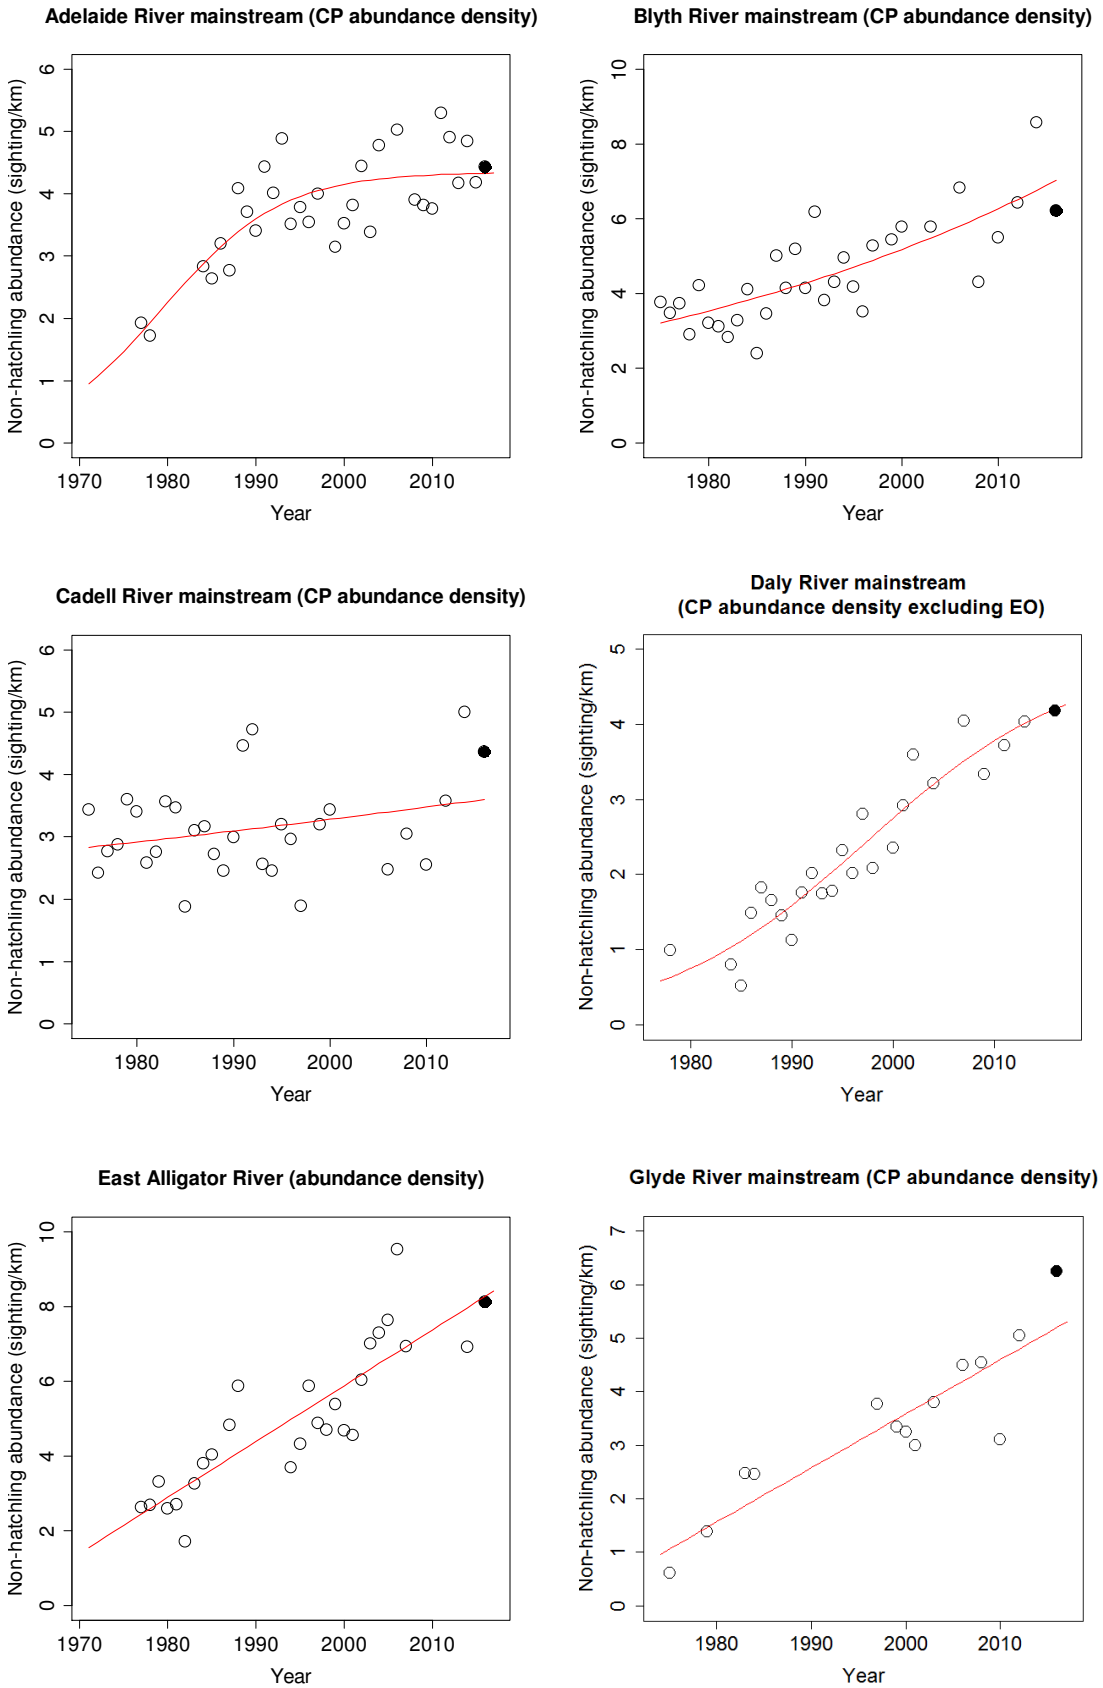 Adelaide River mainstream (CP abundance density)
Non-hatchling abundance (sighting/km)
6
5
4
3
2
1
0
1970 1980 1990 2000 2010
Year
Blyth River mainstream (CP abundance density)
Non-hatchling abundance (sighting/km)
10
8
6
4
2
0
1980 1990 2000 2010
Year
Cadell River mainstream (CP abundance density)
Non-hatchling abundance (sighting/km)
6
5
4
3
2
1
0
1980 1990 2000 2010
Year
Daly River mainstream
(CP abundance density excluding EO)
Non-hatchling abundance (sighting/km)
5
4
3
2
1
0
1980 1990 2000 2010
Year
East Alligator River (abundance density)
Non-hatchling abundance (sighting/km)
10
8
6
4
2
0
1970 1980 1990 2000 2010
Year
Glyde River mainstream (CP abundance density)
Non-hatchling abundance (sighting/km)
7
6
5
4
3
2
1
0
1980 1990 2000 2010
Year